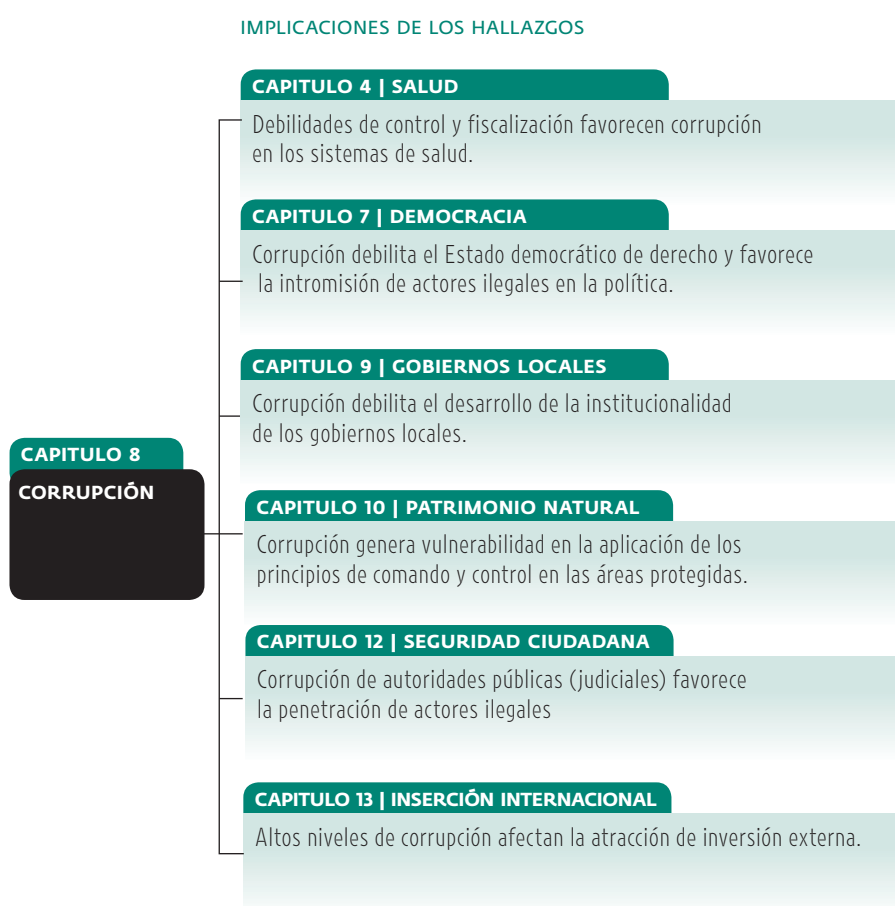 IMPLICACIONES DE LOS HALLAZGOS
CAPITULO 4 | SALUD
Debilidades de control y fiscalización favorecen corrupción
en los sistemas de salud.
CAPITULO 7 | DEMOCRACIA
Corrupción debilita el Estado democrático de derecho y favorece
la intromisión de actores ilegales en la política.
CAPITULO 9 | GOBIERNOS LOCALES
Corrupción debilita el desarrollo de la institucionalidad
de los gobiernos locales.
CAPITULO 8
CORRUPCIÓN
CAPITULO 10 | PATRIMONIO NATURAL
Corrupción genera vulnerabilidad en la aplicación de los
principios de comando y control en las áreas protegidas.
CAPITULO 12 | SEGURIDAD CIUDADANA
Corrupción de autoridades públicas (judiciales) favorece
la penetración de actores ilegales
CAPITULO 13 | INSERCIÓN INTERNACIONAL
Altos niveles de corrupción afectan la atracción de inversión externa.